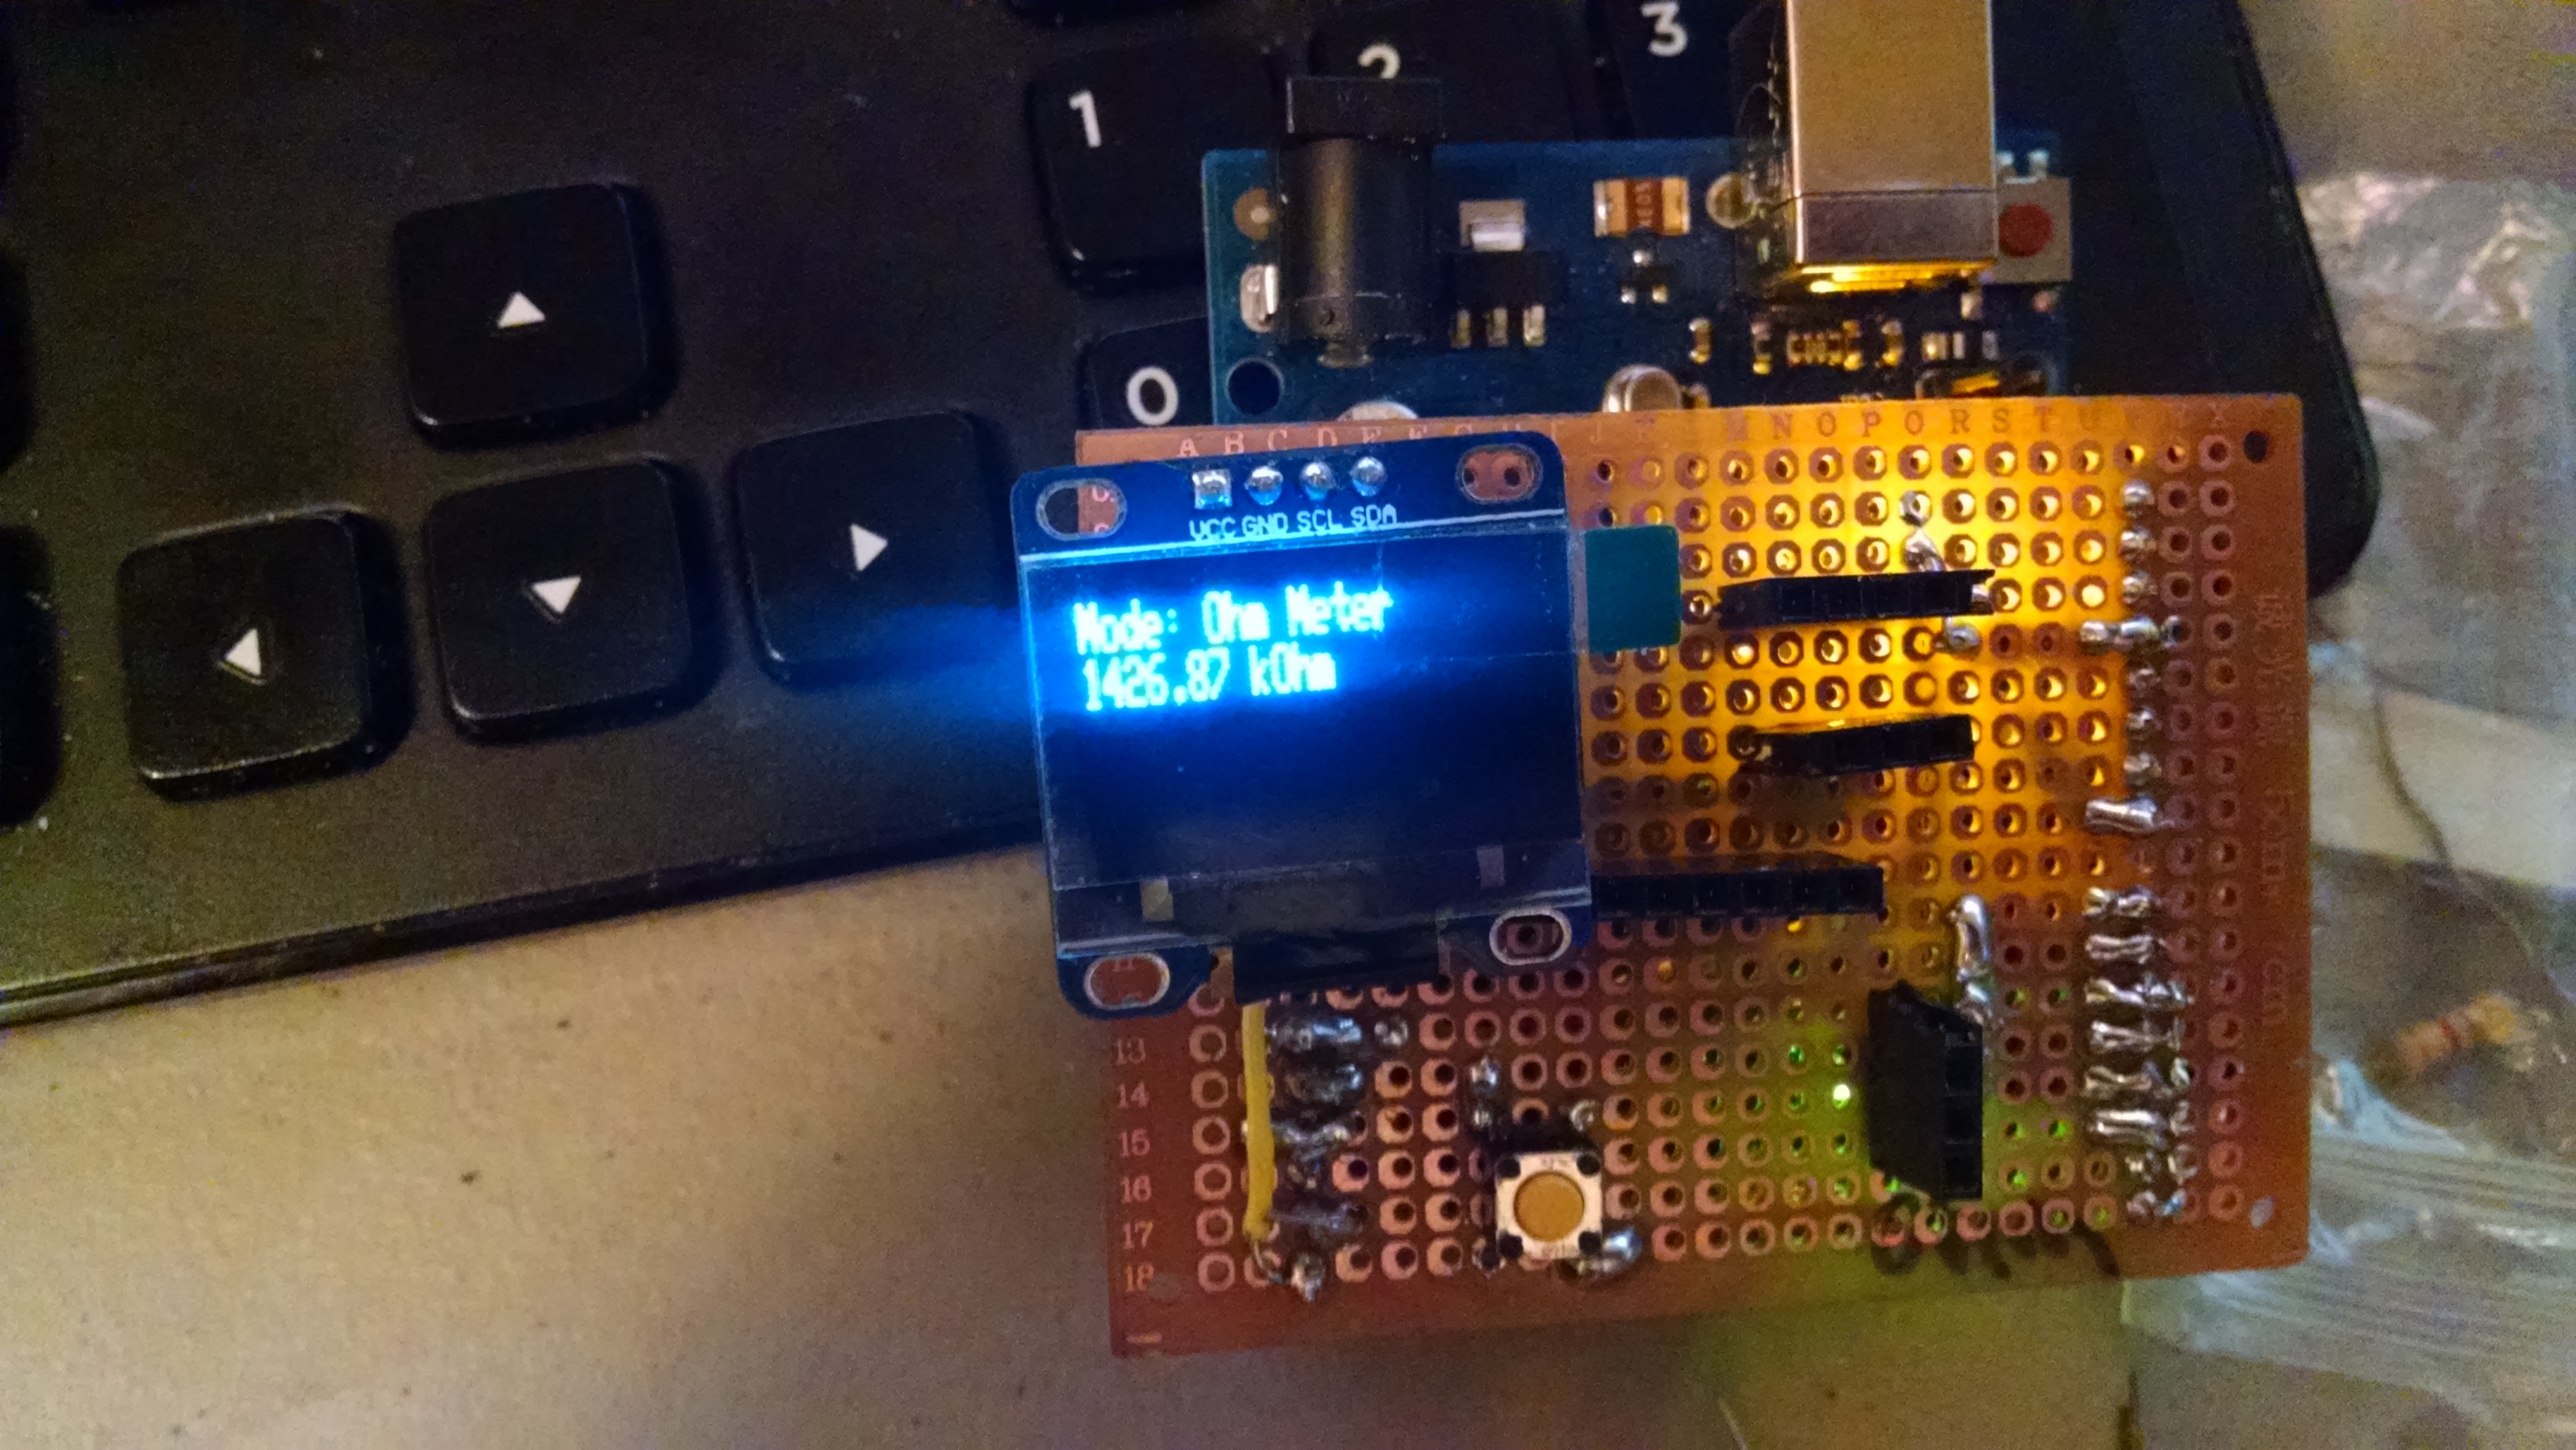 1
2
3
0
A B C D E F
M N O P Q R S T U
X
VCC GND SCL SDA
Mode: Ohm Meter
1426.87 kOhm
13
14
15
16
17
18